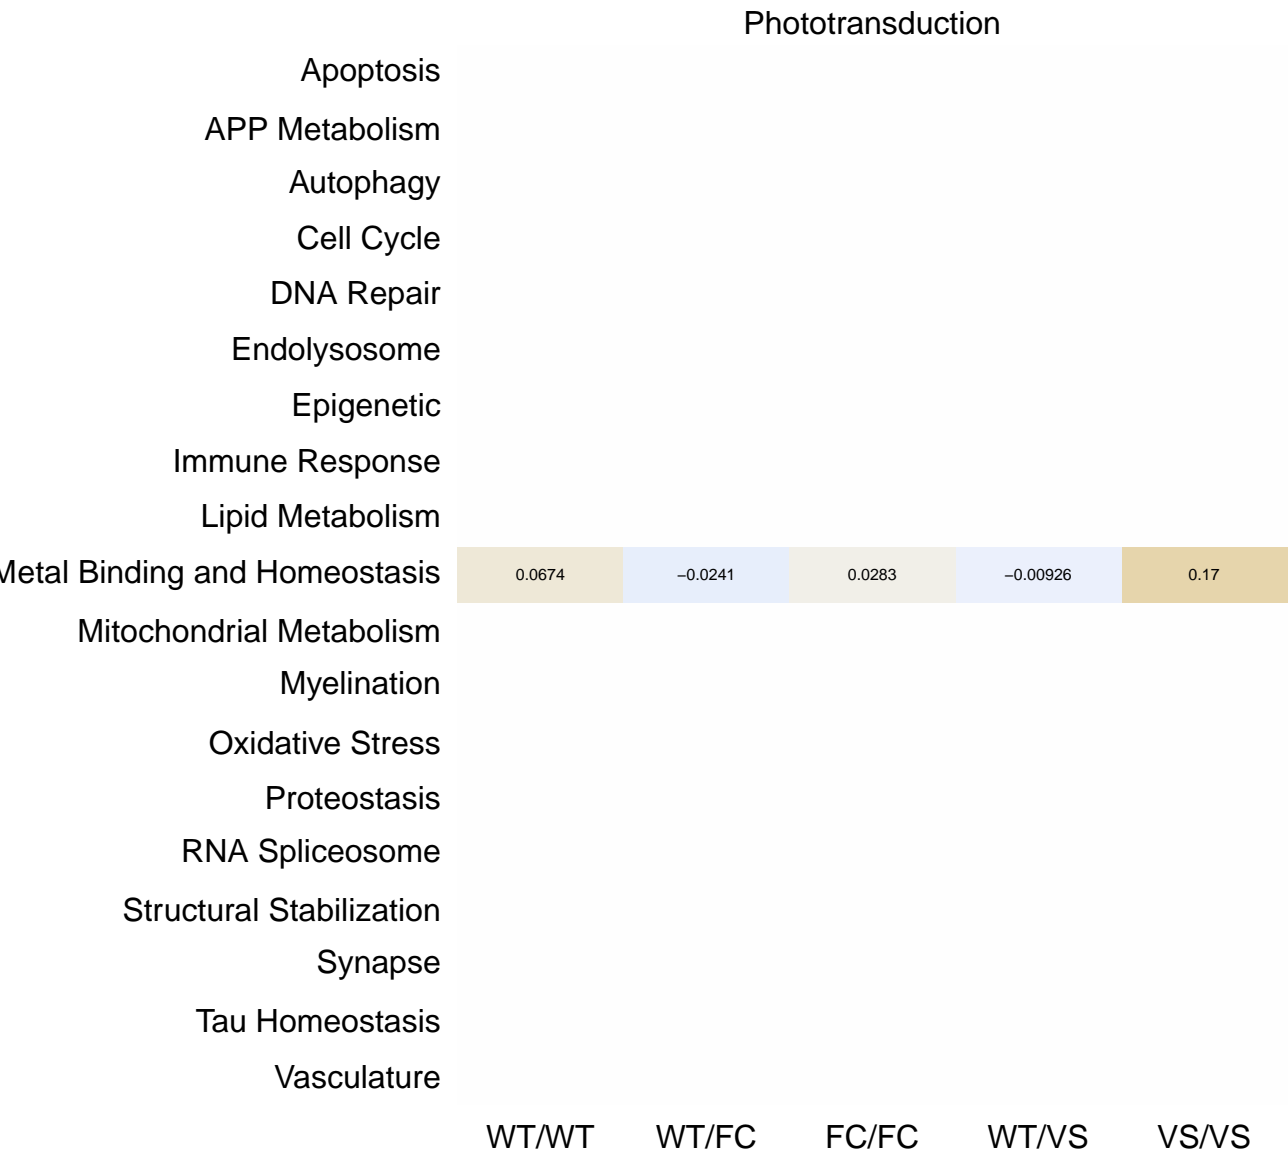 Phototransduction
Apoptosis
APP Metabolism
Autophagy
Cell Cycle
DNA Repair
Endolysosome
Epigenetic
Immune Response
Lipid Metabolism
Metal Binding and Homeostasis 0.0674 −0.0241 0.0283 −0.00926 0.17
Mitochondrial Metabolism
Myelination
Oxidative Stress
Proteostasis
RNA Spliceosome
Structural Stabilization
Synapse
Tau Homeostasis
Vasculature
WT/WT WT/FC FC/FC WT/VS VS/VS